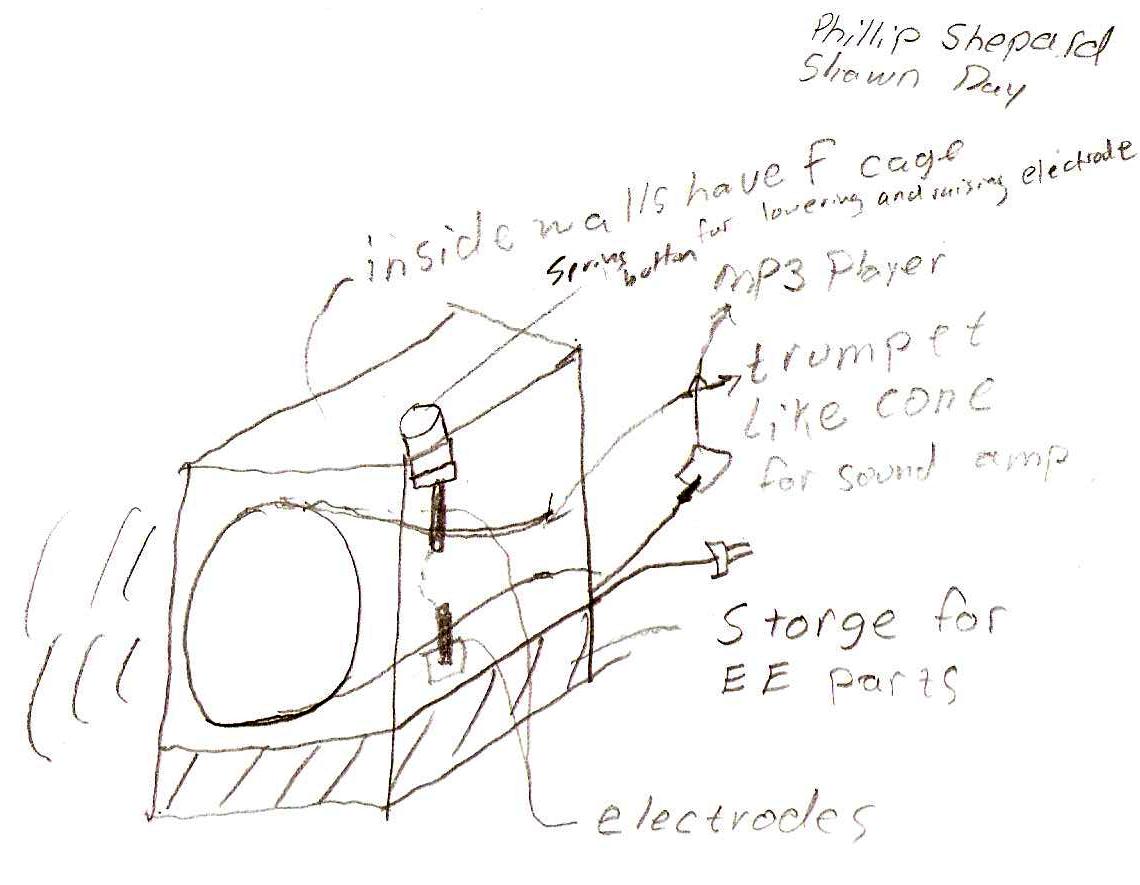 Phillip Shepard
Shawn Day
inside walls have f cage
Spring button for lowering and raising electrode
MP3 Player
trumpet
Like cone
for sound amp
Storge for
EE parts
electrodes